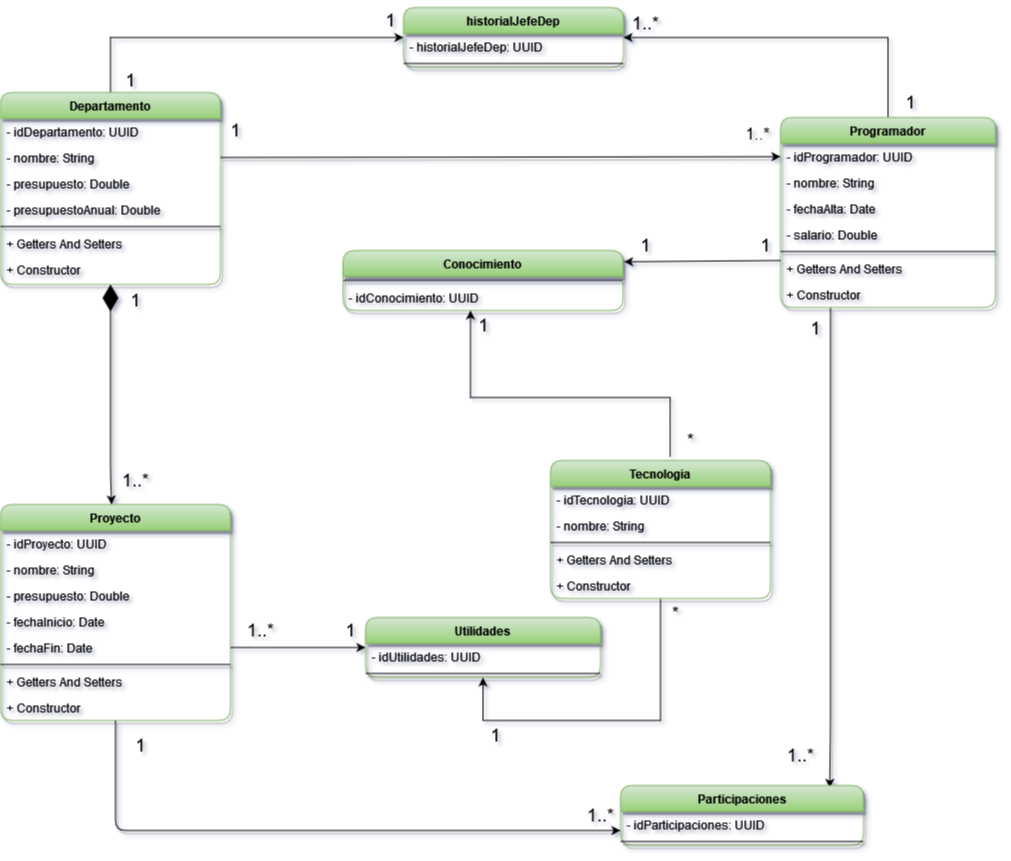 historialJefeDep
- historialJefeDep: UUID
1
1..*
1
1
Departamento
- idDepartamento: UUID
- nombre: String
- presupuesto: Double
- presupuestoAnual: Double
+ Getters And Setters
+ Constructor
1
1..*
Programador
- idProgramador: UUID
- nombre: String
- fechaAlta: Date
- salario: Double
+ Getters And Setters
+ Constructor
1
1
Conocimiento
- idConocimiento: UUID
1
1
1
1..*
*
Tecnologia
- idTecnologia: UUID
- nombre: String
+ Getters And Setters
+ Constructor
*
Proyecto
- idProyecto: UUID
- nombre: String
- presupuesto: Double
- fechaInicio: Date
- fechaFin: Date
+ Getters And Setters
+ Constructor
1..*
1
Utilidades
- idUtilidades: UUID
1
1
1..*
1..*
Participaciones
- idParticipaciones: UUID